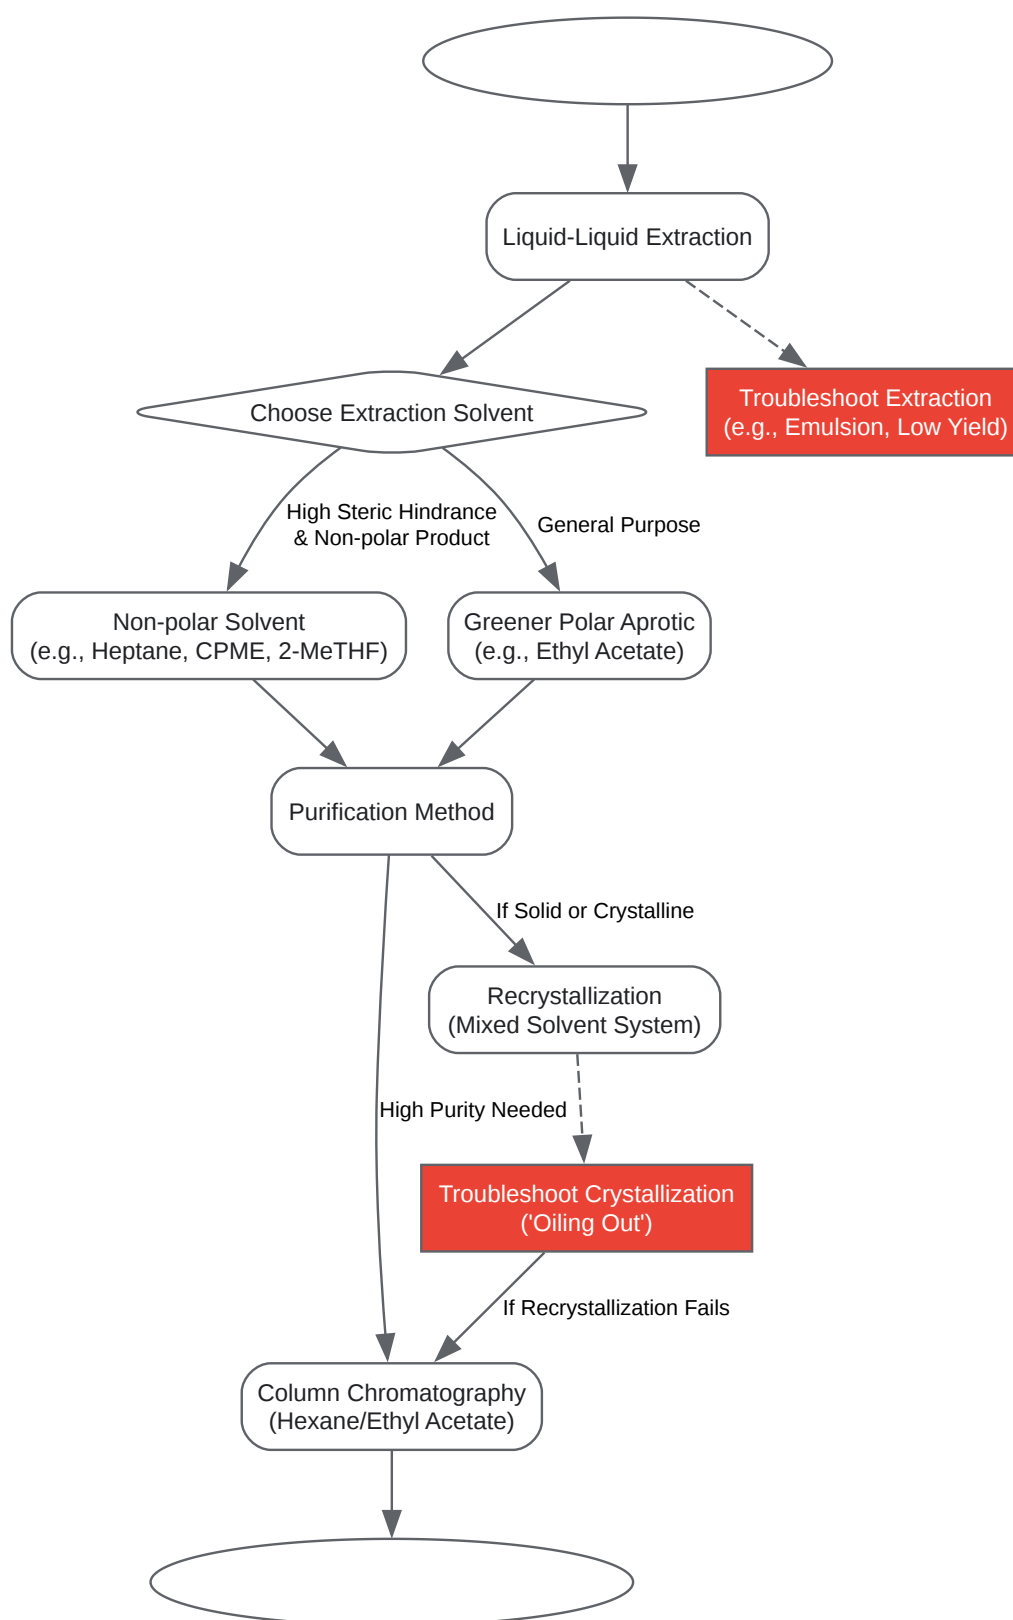 Liquid-Liquid Extraction
Troubleshoot Extraction
(e.g., Emulsion, Low Yield)
Choose Extraction Solvent
High Steric Hindrance
& Non-polar Product
General Purpose
Non-polar Solvent
(e.g., Heptane, CPME, 2-MeTHF)
Greener Polar Aprotic
(e.g., Ethyl Acetate)
Purification Method
If Solid or Crystalline
Recrystallization
(Mixed Solvent System)
High Purity Needed
Troubleshoot Crystallization
('Oiling Out')
If Recrystallization Fails
Column Chromatography
(Hexane/Ethyl Acetate)